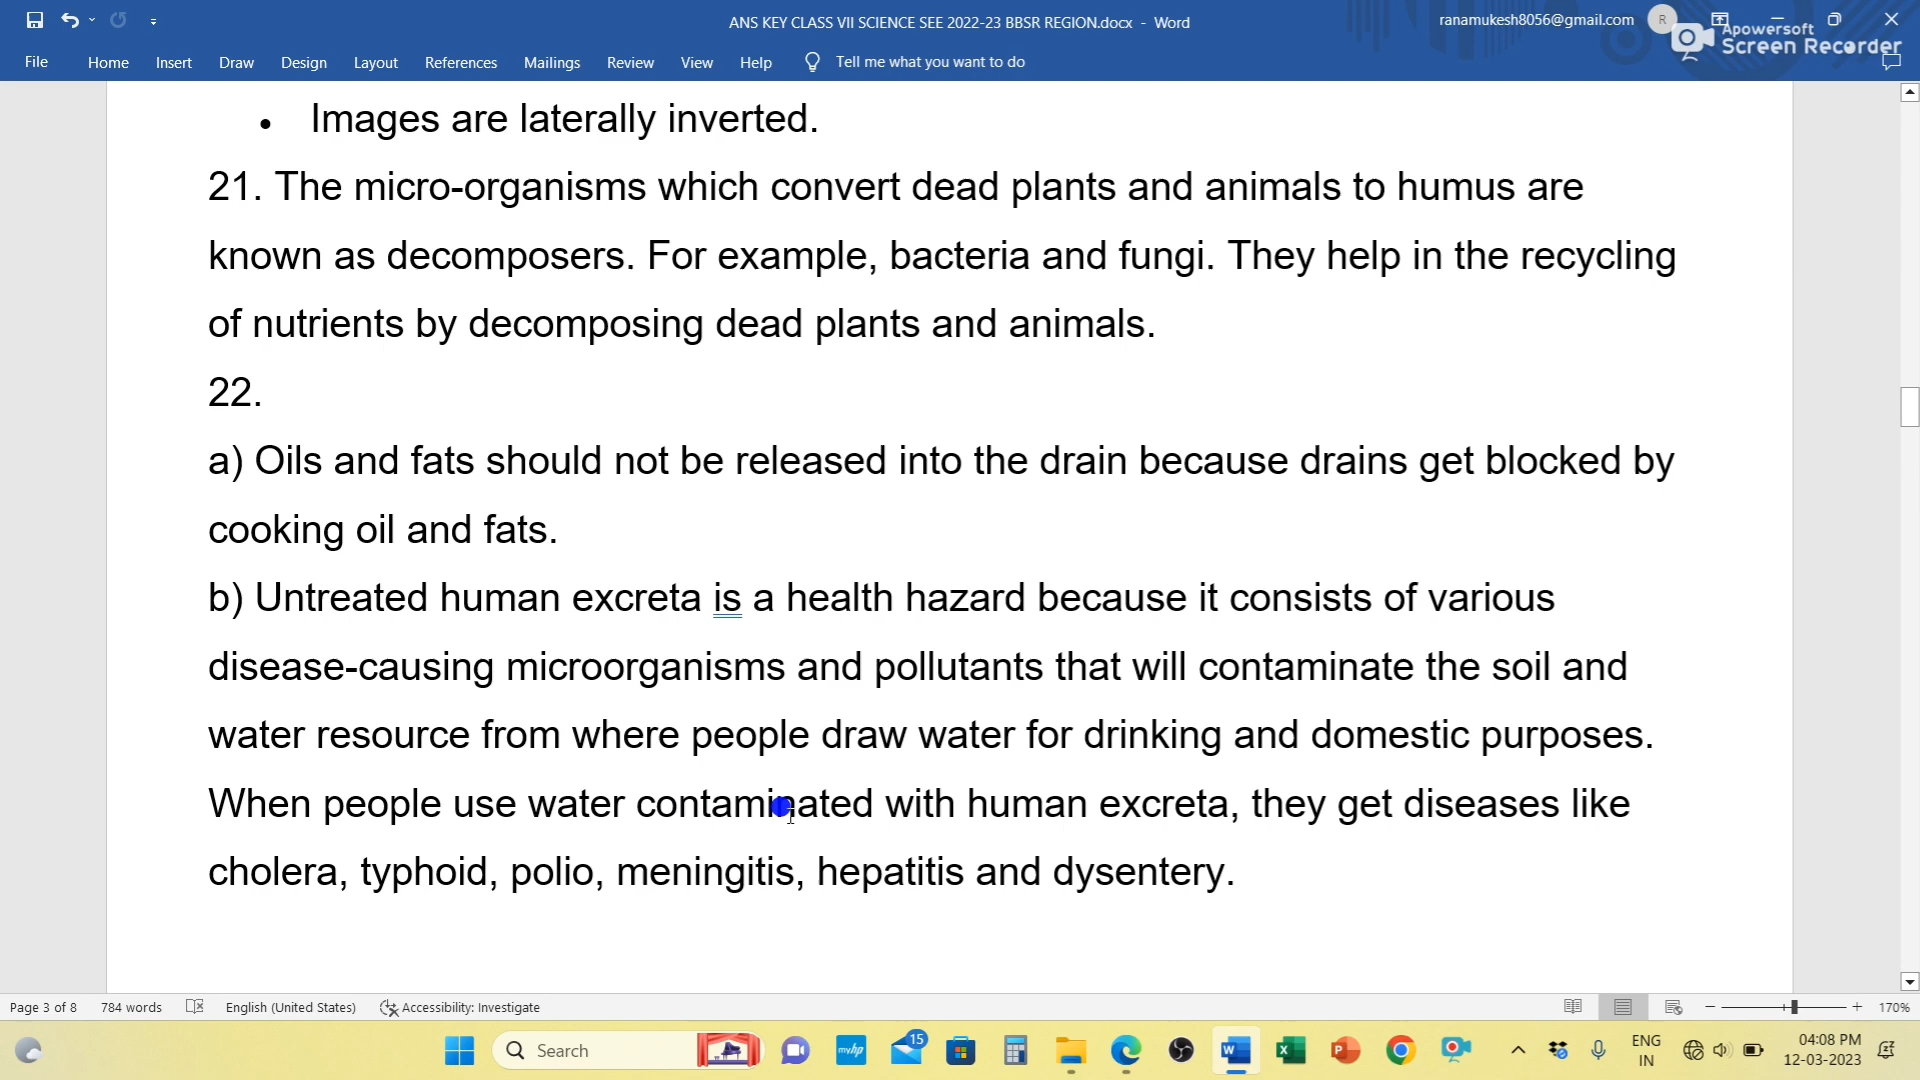 ANS KEY CLASS VII SCIENCE SEE 2022-23 BBSR REGION.docx - Word
ranamukesh8056@gmail.com
R
Apowersoft
Screen Recorder
File Home Insert Draw Design Layout References Mailings Review View Help Tell me what you want to do
• Images are laterally inverted.
21. The micro-organisms which convert dead plants and animals to humus are
known as decomposers. For example, bacteria and fungi. They help in the recycling
of nutrients by decomposing dead plants and animals.
22.
a) Oils and fats should not be released into the drain because drains get blocked by
cooking oil and fats.
b) Untreated human excreta is a health hazard because it consists of various
disease-causing microorganisms and pollutants that will contaminate the soil and
water resource from where people draw water for drinking and domestic purposes.
When people use water contaminated with human excreta, they get diseases like
cholera, typhoid, polio, meningitis, hepatitis and dysentery.
Page 3 of 8 784 words English (United States) Accessibility: Investigate 170%
Search myhp 15 W X P ENG 04:08 PM
IN 12-03-2023